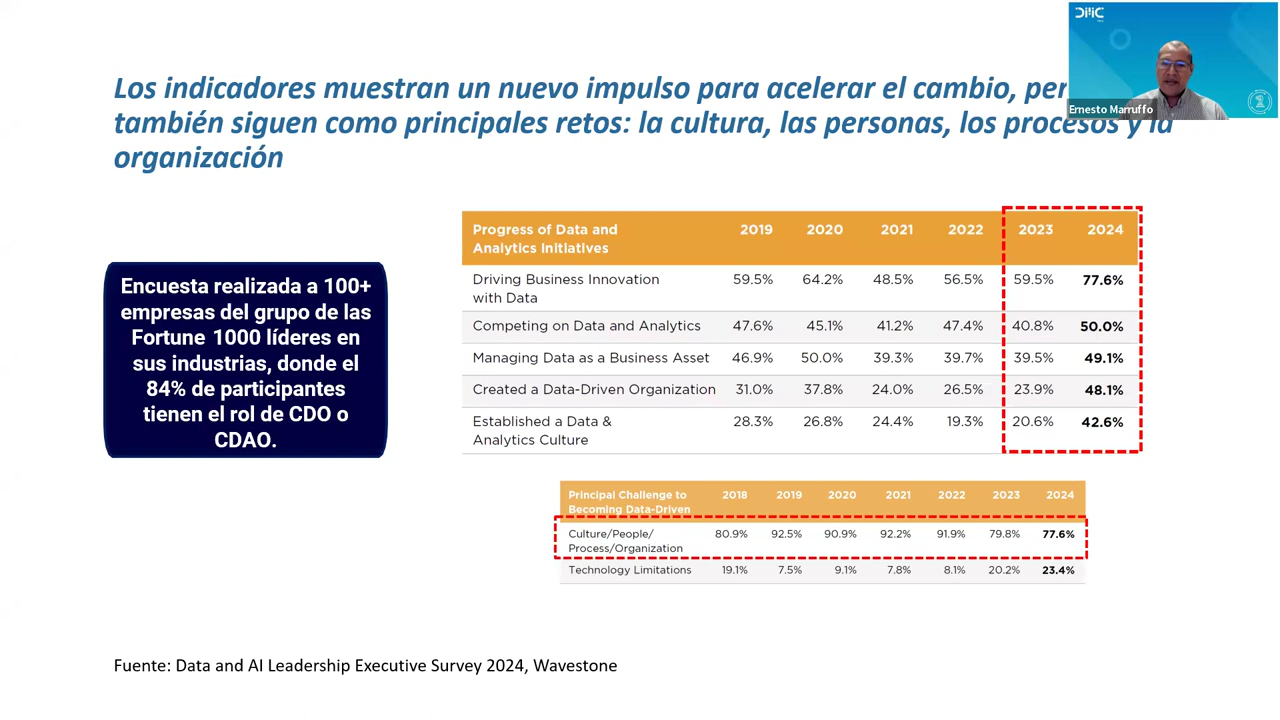 DMC
Ernesto Marruffo
Los indicadores muestran un nuevo impulso para acelerar el cambio,
también siguen como principales retos: la cultura, las personas, los procesos y la
organización
Encuesta realizada a 100+
empresas del grupo de las
Fortune 1000 líderes en
sus industrias, donde el
84% de participantes
tienen el rol de CDO o
CDAO.
Progress of Data and 2019 2020 2021 2022 2023 2024
Analytics Initiatives
Driving Business Innovation 59.5% 64.2% 48.5% 56.5% 59.5% 77.6%
with Data
Competing on Data and Analytics 47.6% 45.1% 41.2% 47.4% 40.8% 50.0%
Managing Data as a Business Asset 46.9% 50.0% 39.3% 39.7% 39.5% 49.1%
Created a Data-Driven Organization 31.0% 37.8% 24.0% 26.5% 23.9% 48.1%
Established a Data & 28.3% 26.8% 24.4% 19.3% 20.6% 42.6%
Analytics Culture
Principal Challenge to 2018 2019 2020 2021 2022 2023 2024
Becoming Data-Driven
Culture/People/ 80.9% 92.5% 90.9% 92.2% 91.9% 79.8% 77.6%
Process/Organization
Technology Limitations 19.1% 7.5% 9.1% 7.8% 8.1% 20.2% 23.4%
Fuente: Data and AI Leadership Executive Survey 2024, Wavestone